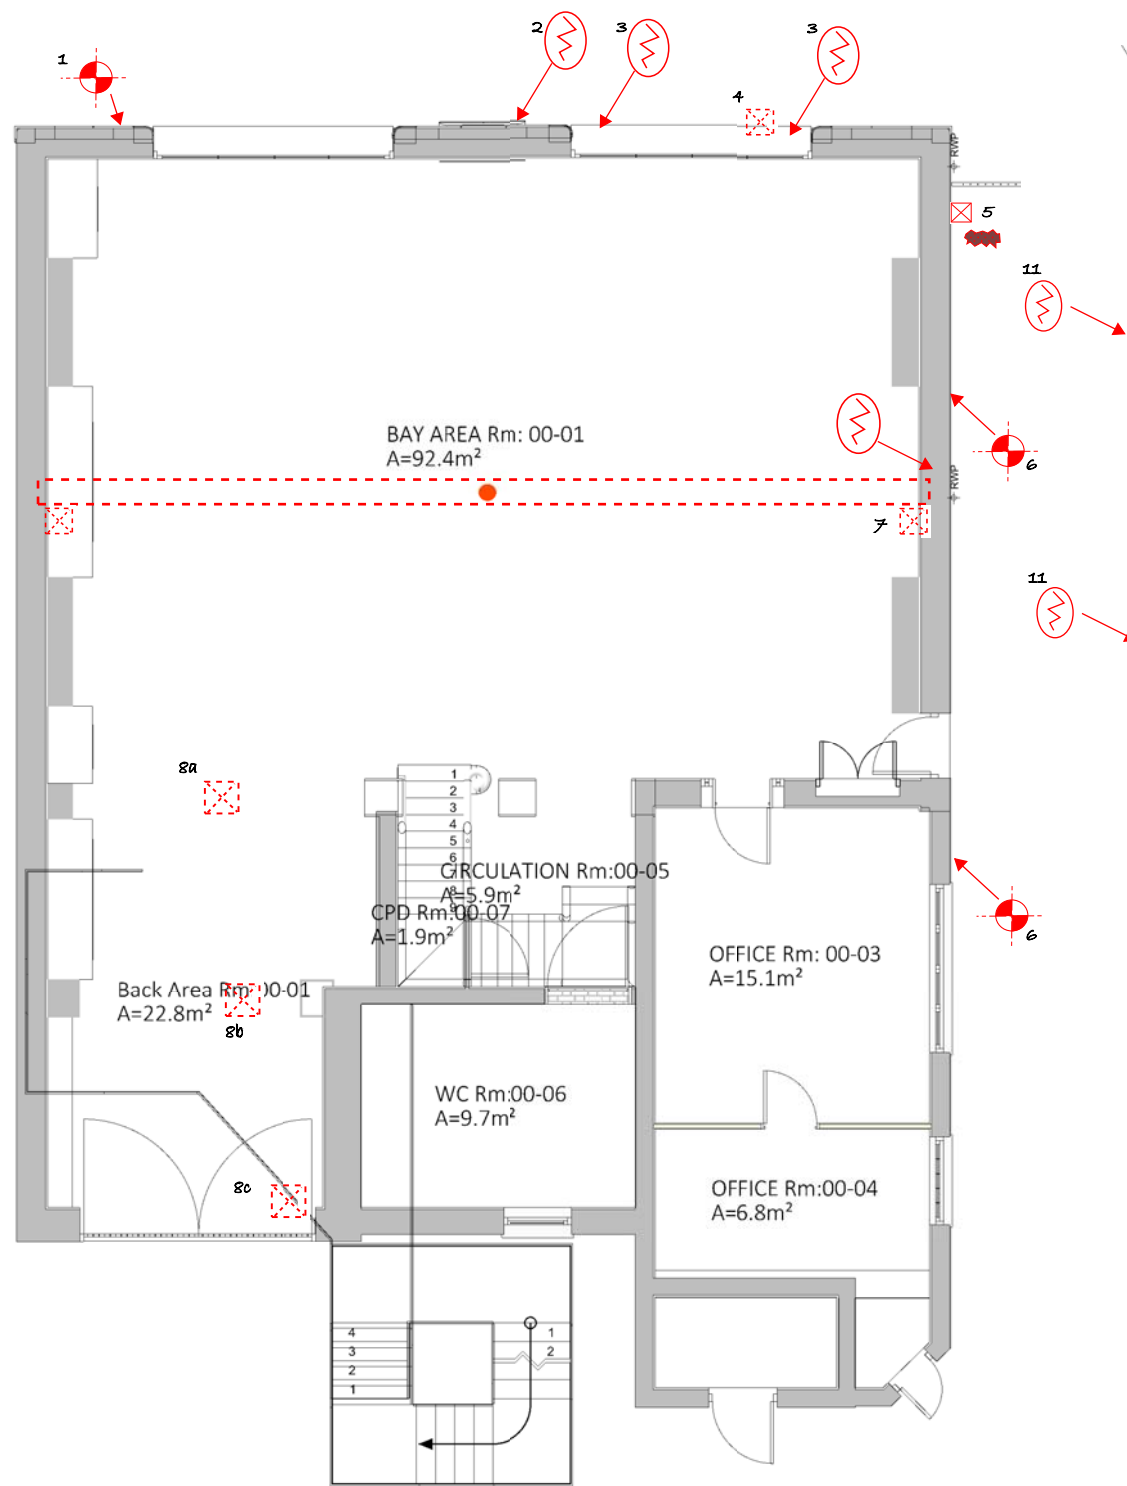 1
2
3
3
4
RWP
5
11
BAY AREA Rm: 00-01
A=92.4m²
6
RWP
7
11
8a
1
2
3
4
5
6
7
8
9
CIRCULATION Rm:00-05
A=5.9m²
CPD Rm:00-07
A=1.9m²
6
OFFICE Rm: 00-03
A=15.1m²
Back Area Rm: 00-01
A=22.8m²
8b
WC Rm:00-06
A=9.7m²
8c
OFFICE Rm:00-04
A=6.8m²
4
3
2
1
1
2